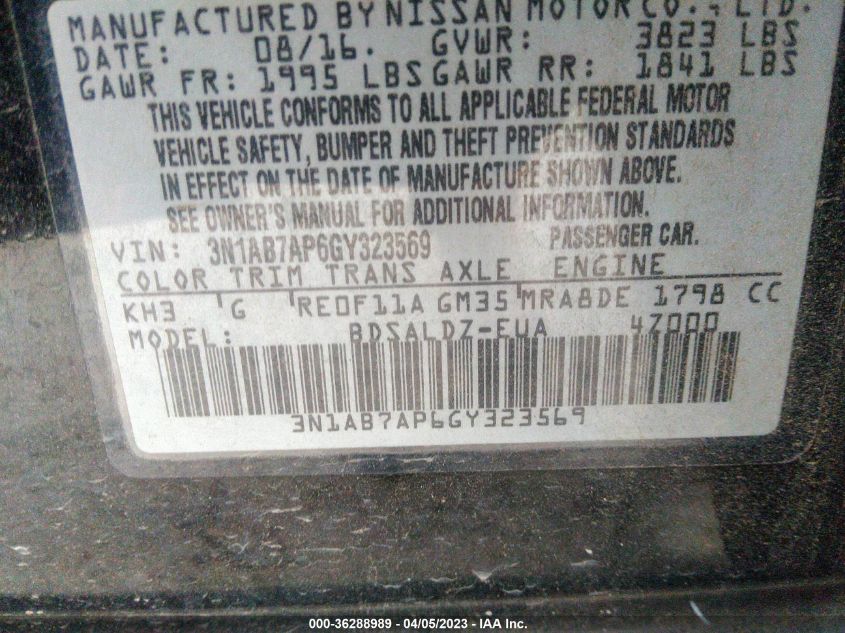 MANUFACTURED BY NISSAN MOTOR CO., LTD.
DATE: 08/16. GVWR: 3823 LBS
GAWR FR: 1995 LBS GAWR RR: 1841 LBS
THIS VEHICLE CONFORMS TO ALL APPLICABLE FEDERAL MOTOR
VEHICLE SAFETY, BUMPER AND THEFT PREVENTION STANDARDS
IN EFFECT ON THE DATE OF MANUFACTURE SHOWN ABOVE.
SEE OWNER'S MANUAL FOR ADDITIONAL INFORMATION.
VIN: 3N1AB7AP6GY323569 PASSENGER CAR.
COLOR TRIM TRANS AXLE ENGINE
KH3 G RE0F11A GM35 MRA8DE 1798 CC
MODEL: BDSALDZ-EUA 4Z000
3N1AB7AP6GY323569
000-36288989 - 04/05/2023 - IAA Inc.